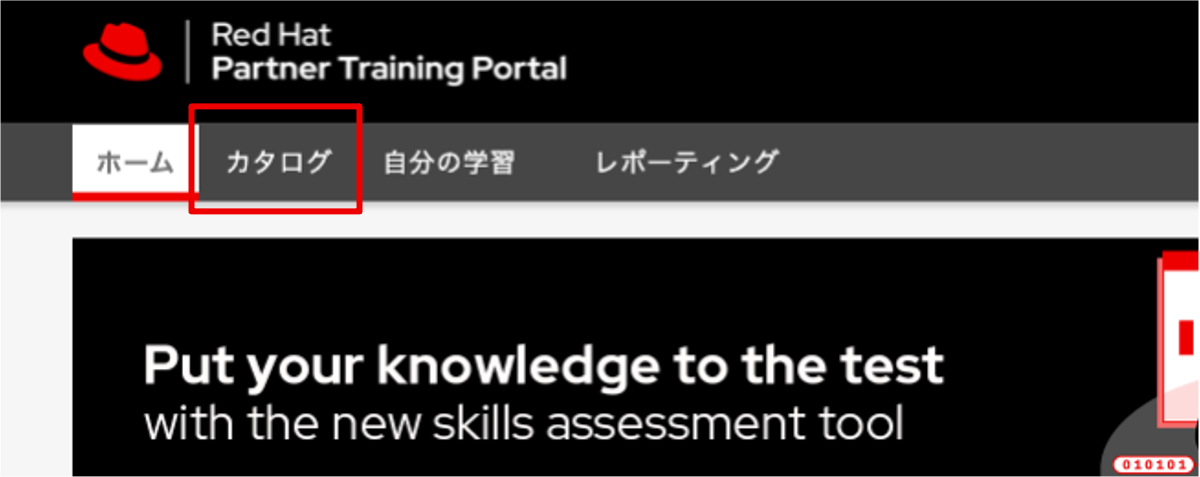 Red Hat
Partner Training Portal
ホーム カタログ 自分の学習 レポーティング
Put your knowledge to the test
with the new skills assessment tool
010101